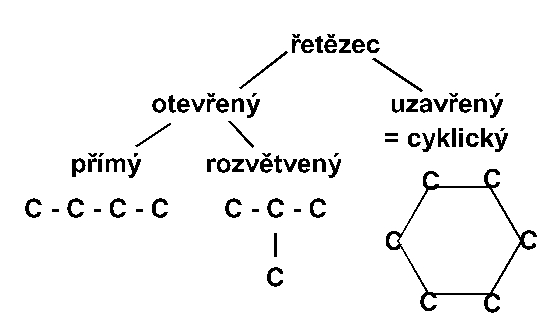 řetězec
otevřený
uzavřený
= cyklický
přímý
rozvětvený
C - C - C - C
C - C - C
|
C
C C
C C
C C